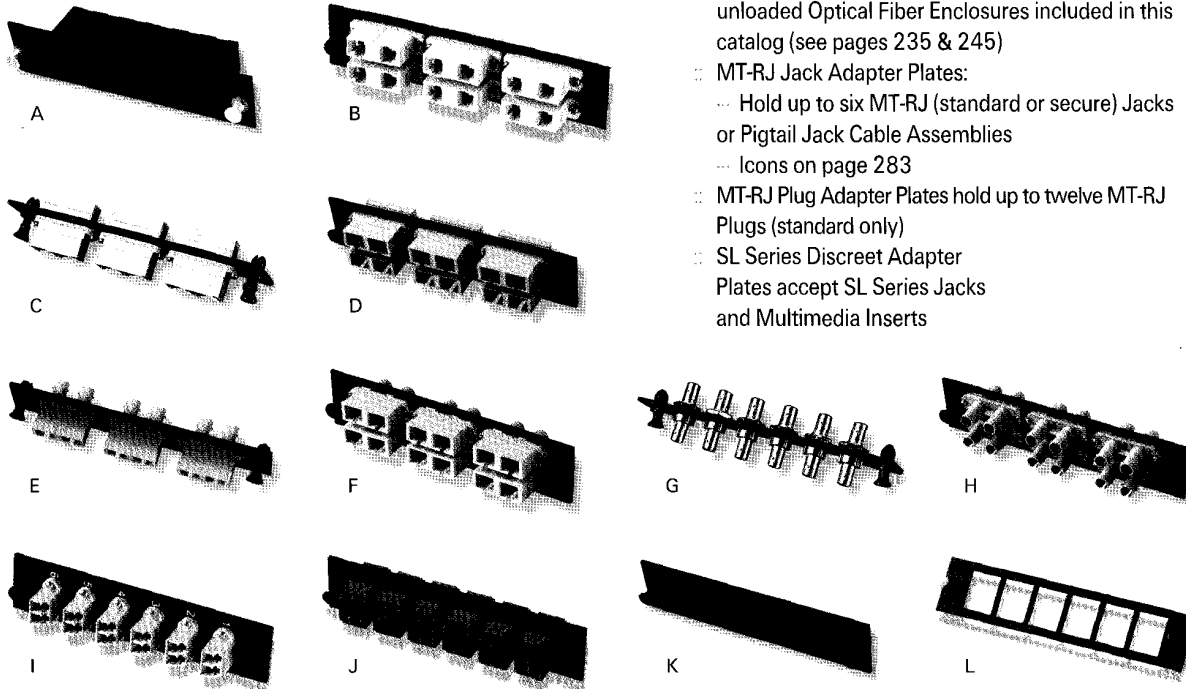 unloaded Optical Fiber Enclosures included in this
catalog (see pages 235 & 245)
:: MT-RJ Jack Adapter Plates:
··· Hold up to six MT-RJ (standard or secure) Jacks
or Pigtail Jack Cable Assemblies
··· Icons on page 283
:: MT-RJ Plug Adapter Plates hold up to twelve MT-RJ
Plugs (standard only)
:: SL Series Discreet Adapter
Plates accept SL Series Jacks
and Multimedia Inserts
A B
C D
E F G H
I J K L